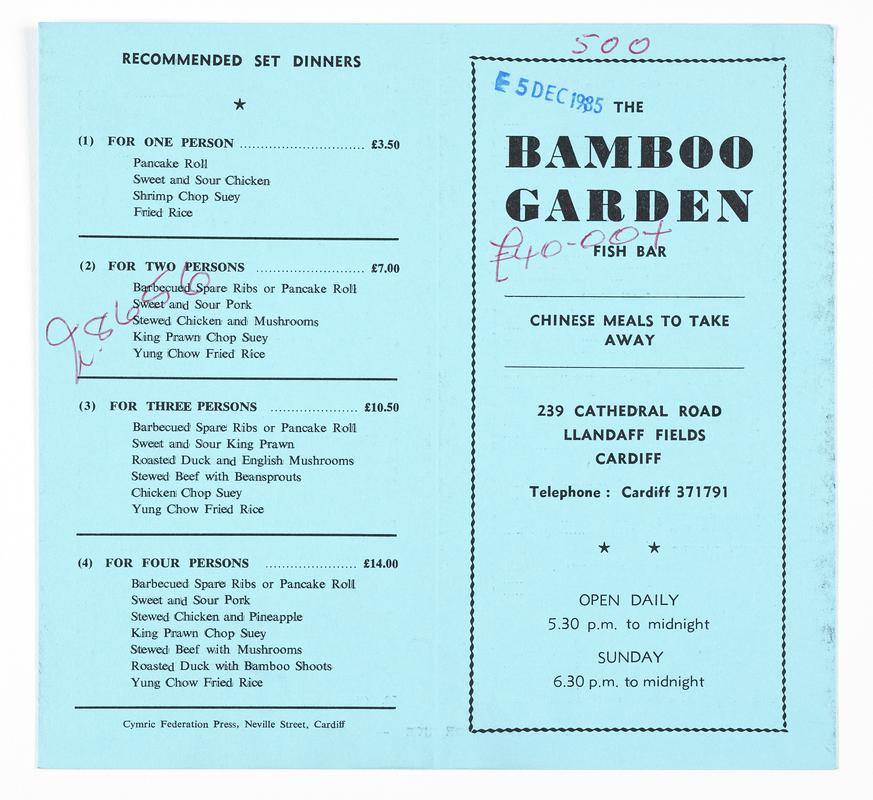 RECOMMENDED SET DINNERS
(1) FOR ONE PERSON .............................. £3.50
Pancake Roll
Sweet and Sour Chicken
Shrimp Chop Suey
Fried Rice
(2) FOR TWO PERSONS .......................... £7.00
Barbecued Spare Ribs or Pancake Roll
Sweet and Sour Pork
Stewed Chicken and Mushrooms
King Prawn Chop Suey
Yung Chow Fried Rice
(3) FOR THREE PERSONS ..................... £10.50
Barbecued Spare Ribs or Pancake Roll
Sweet and Sour King Prawn
Roasted Duck and English Mushrooms
Stewed Beef with Beansprouts
Chicken Chop Suey
Yung Chow Fried Rice
(4) FOR FOUR PERSONS ...................... £14.00
Barbecued Spare Ribs or Pancake Roll
Sweet and Sour Pork
Stewed Chicken and Pineapple
King Prawn Chop Suey
Stewed Beef with Mushrooms
Roasted Duck with Bamboo Shoots
Yung Chow Fried Rice
Cymric Federation Press, Neville Street, Cardiff
500
E 5 DEC 1985
THE
BAMBOO
GARDEN
£40-00+
FISH BAR
CHINESE MEALS TO TAKE
AWAY
239 CATHEDRAL ROAD
LLANDAFF FIELDS
CARDIFF
Telephone : Cardiff 371791
OPEN DAILY
5.30 p.m. to midnight
SUNDAY
6.30 p.m. to midnight